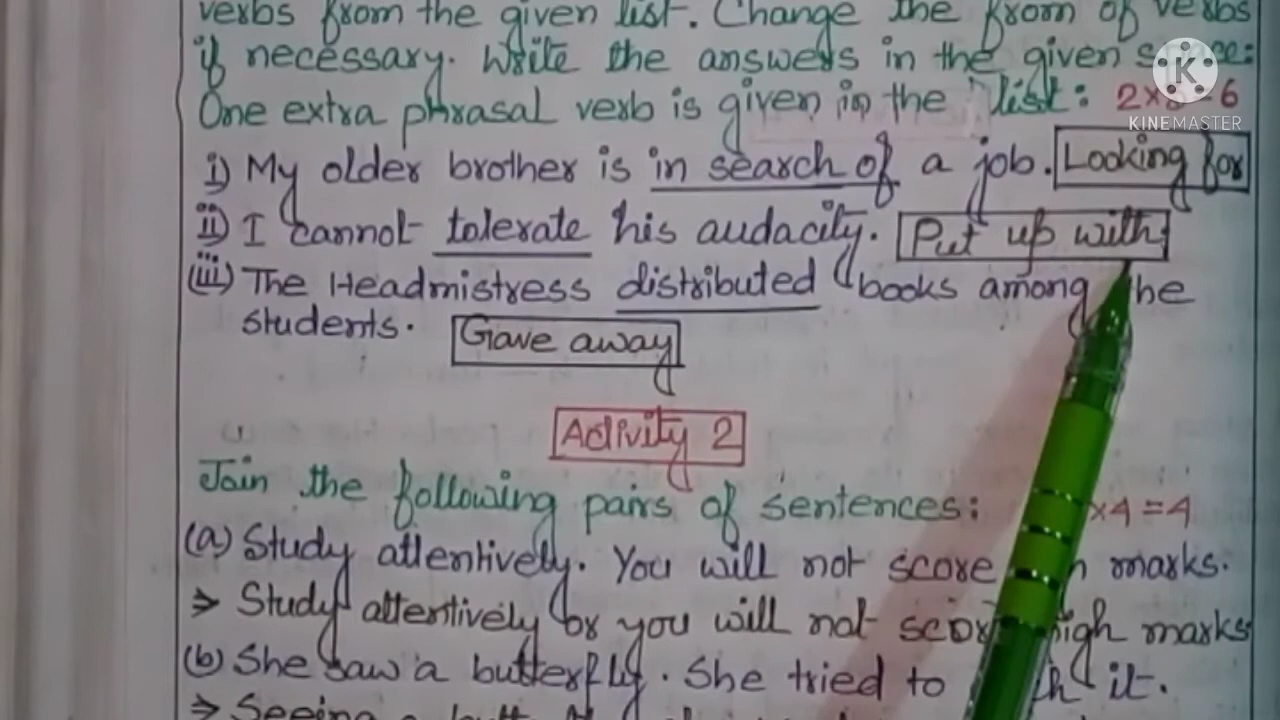 verbs from the given list. Change the from of verbs
if necessary. Write the answers in the given
One extra phrasal verb is given in the list: 6
KINEMASTER
i) My older brother is in search of a job. Looking for
ii) I cannot tolerate his audacity. Put up with
(iii) The Headmistress distributed books among the
students. Gave away
Activity 2
Join the following pairs of sentences: ×4=4
(a) Study attentively. You will not score marks.
⇒ Study attentively or you will not score high marks
(b) She saw a butterfly. She tried to it.
⇒ Seeing a